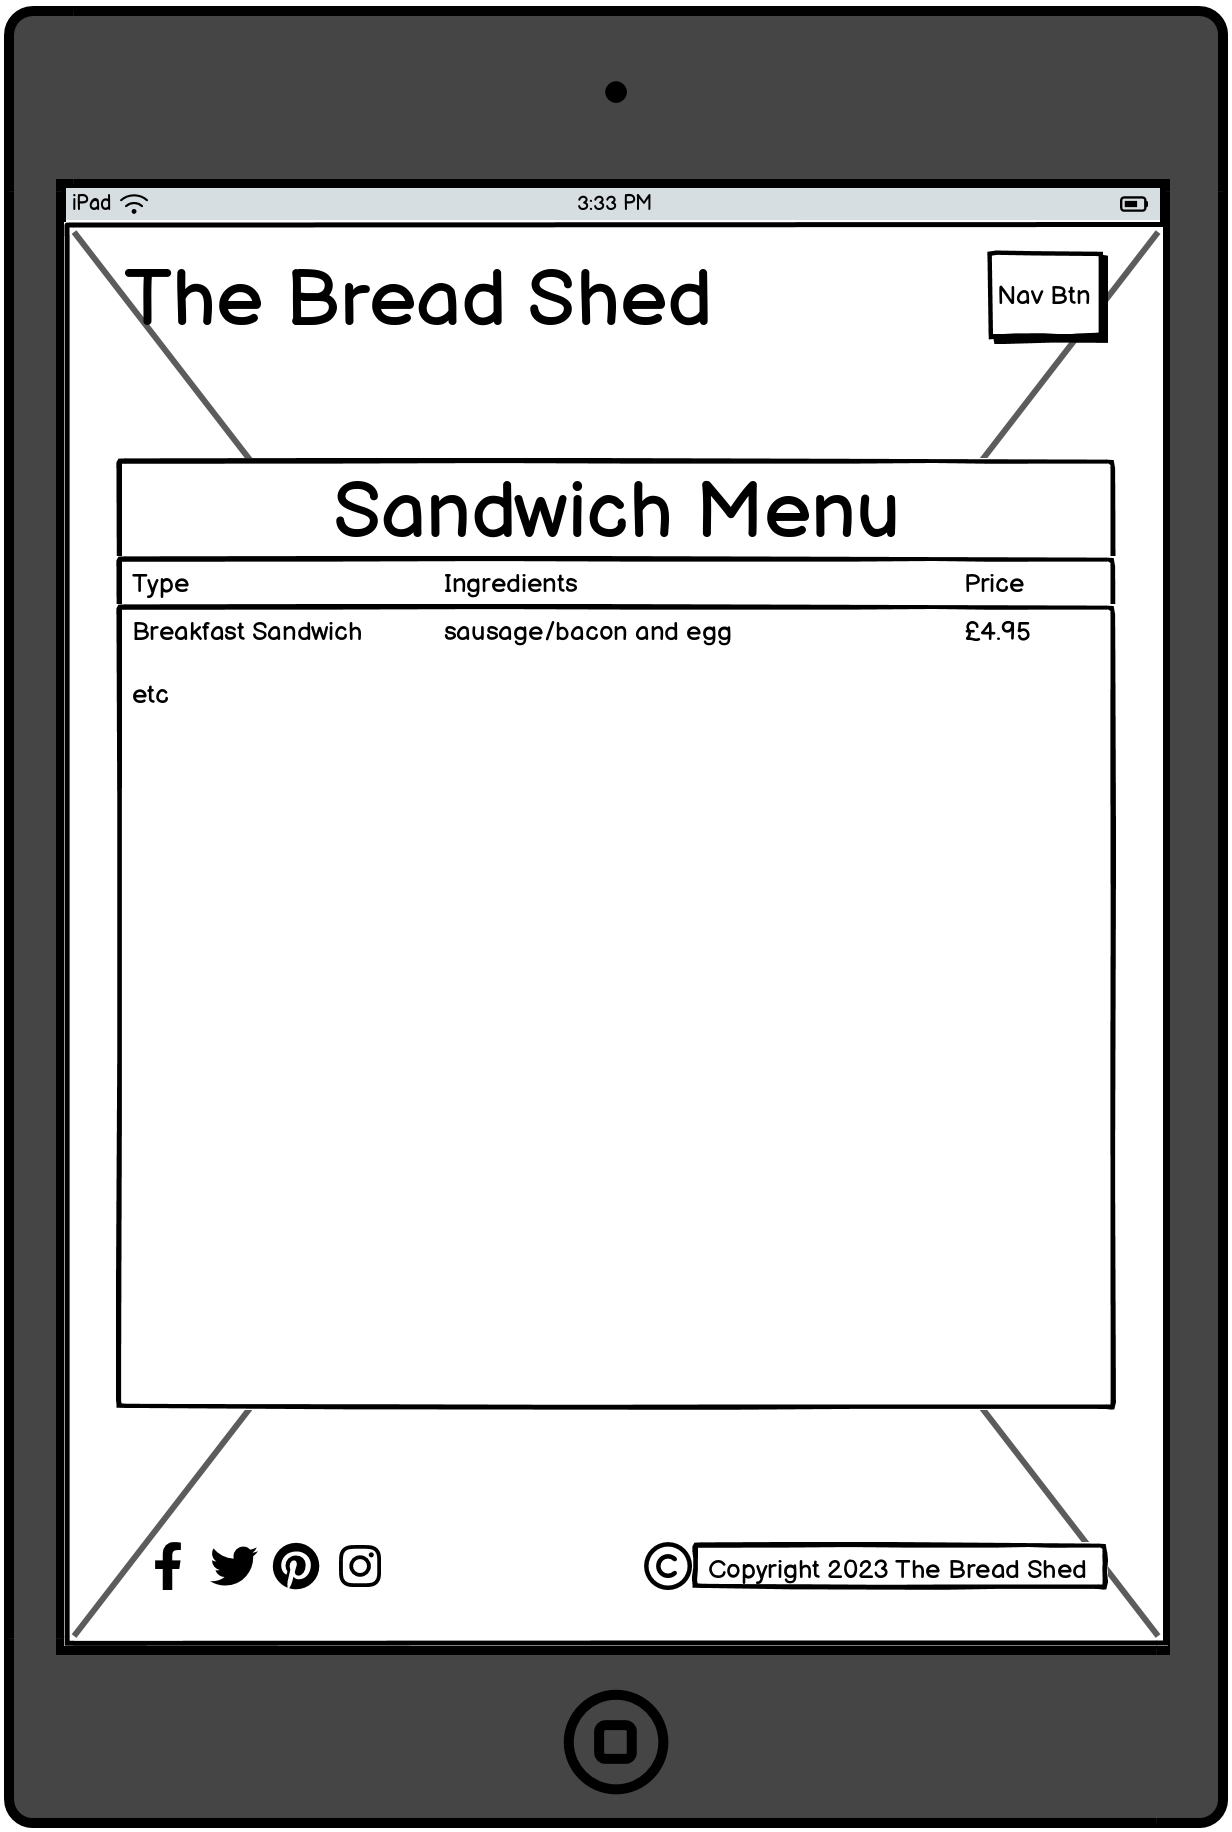 iPad 3:33 PM
The Bread Shed
Nav Btn
Sandwich Menu
Type Ingredients Price
Breakfast Sandwich sausage/bacon and egg £4.95
etc
© Copyright 2023 The Bread Shed